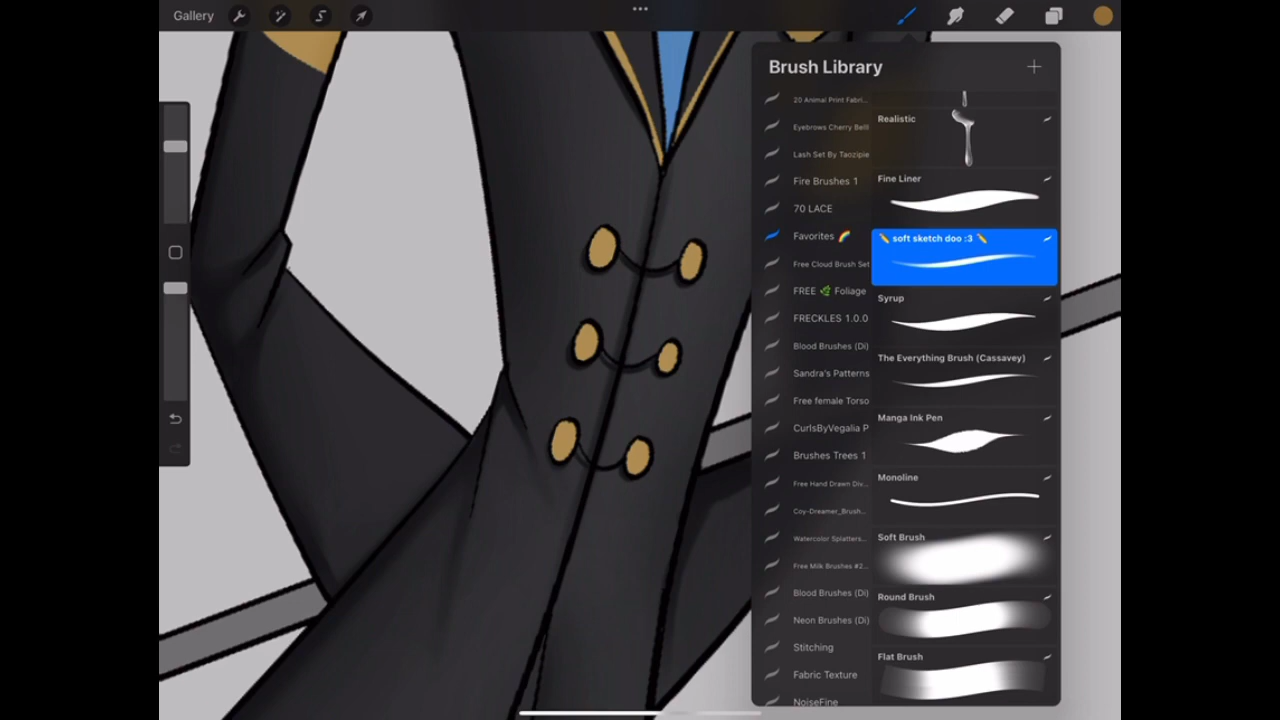 Gallery
Brush Library
20 Animal Print Fabri...
Eyebrows Cherry Belli
Lash Set By Taozipie
Fire Brushes 1
70 LACE
Favorites 🌈
Free Cloud Brush Set
FREE 🌿 Foliage
FRECKLES 1.0.0
Blood Brushes (Di)
Sandra's Patterns
Free female Torso
CurlsByVegalia P
Brushes Trees 1
Free Hand Drawn Div...
Coy-Dreamer_Brush...
Watercolor Splatters...
Free Milk Brushes #2...
Blood Brushes (Di)
Neon Brushes (Di)
Stitching
Fabric Texture
NoiseFine
Realistic
Fine Liner
✏️ soft sketch doo :3 ✏️
Syrup
The Everything Brush (Cassavey)
Manga Ink Pen
Monoline
Soft Brush
Round Brush
Flat Brush